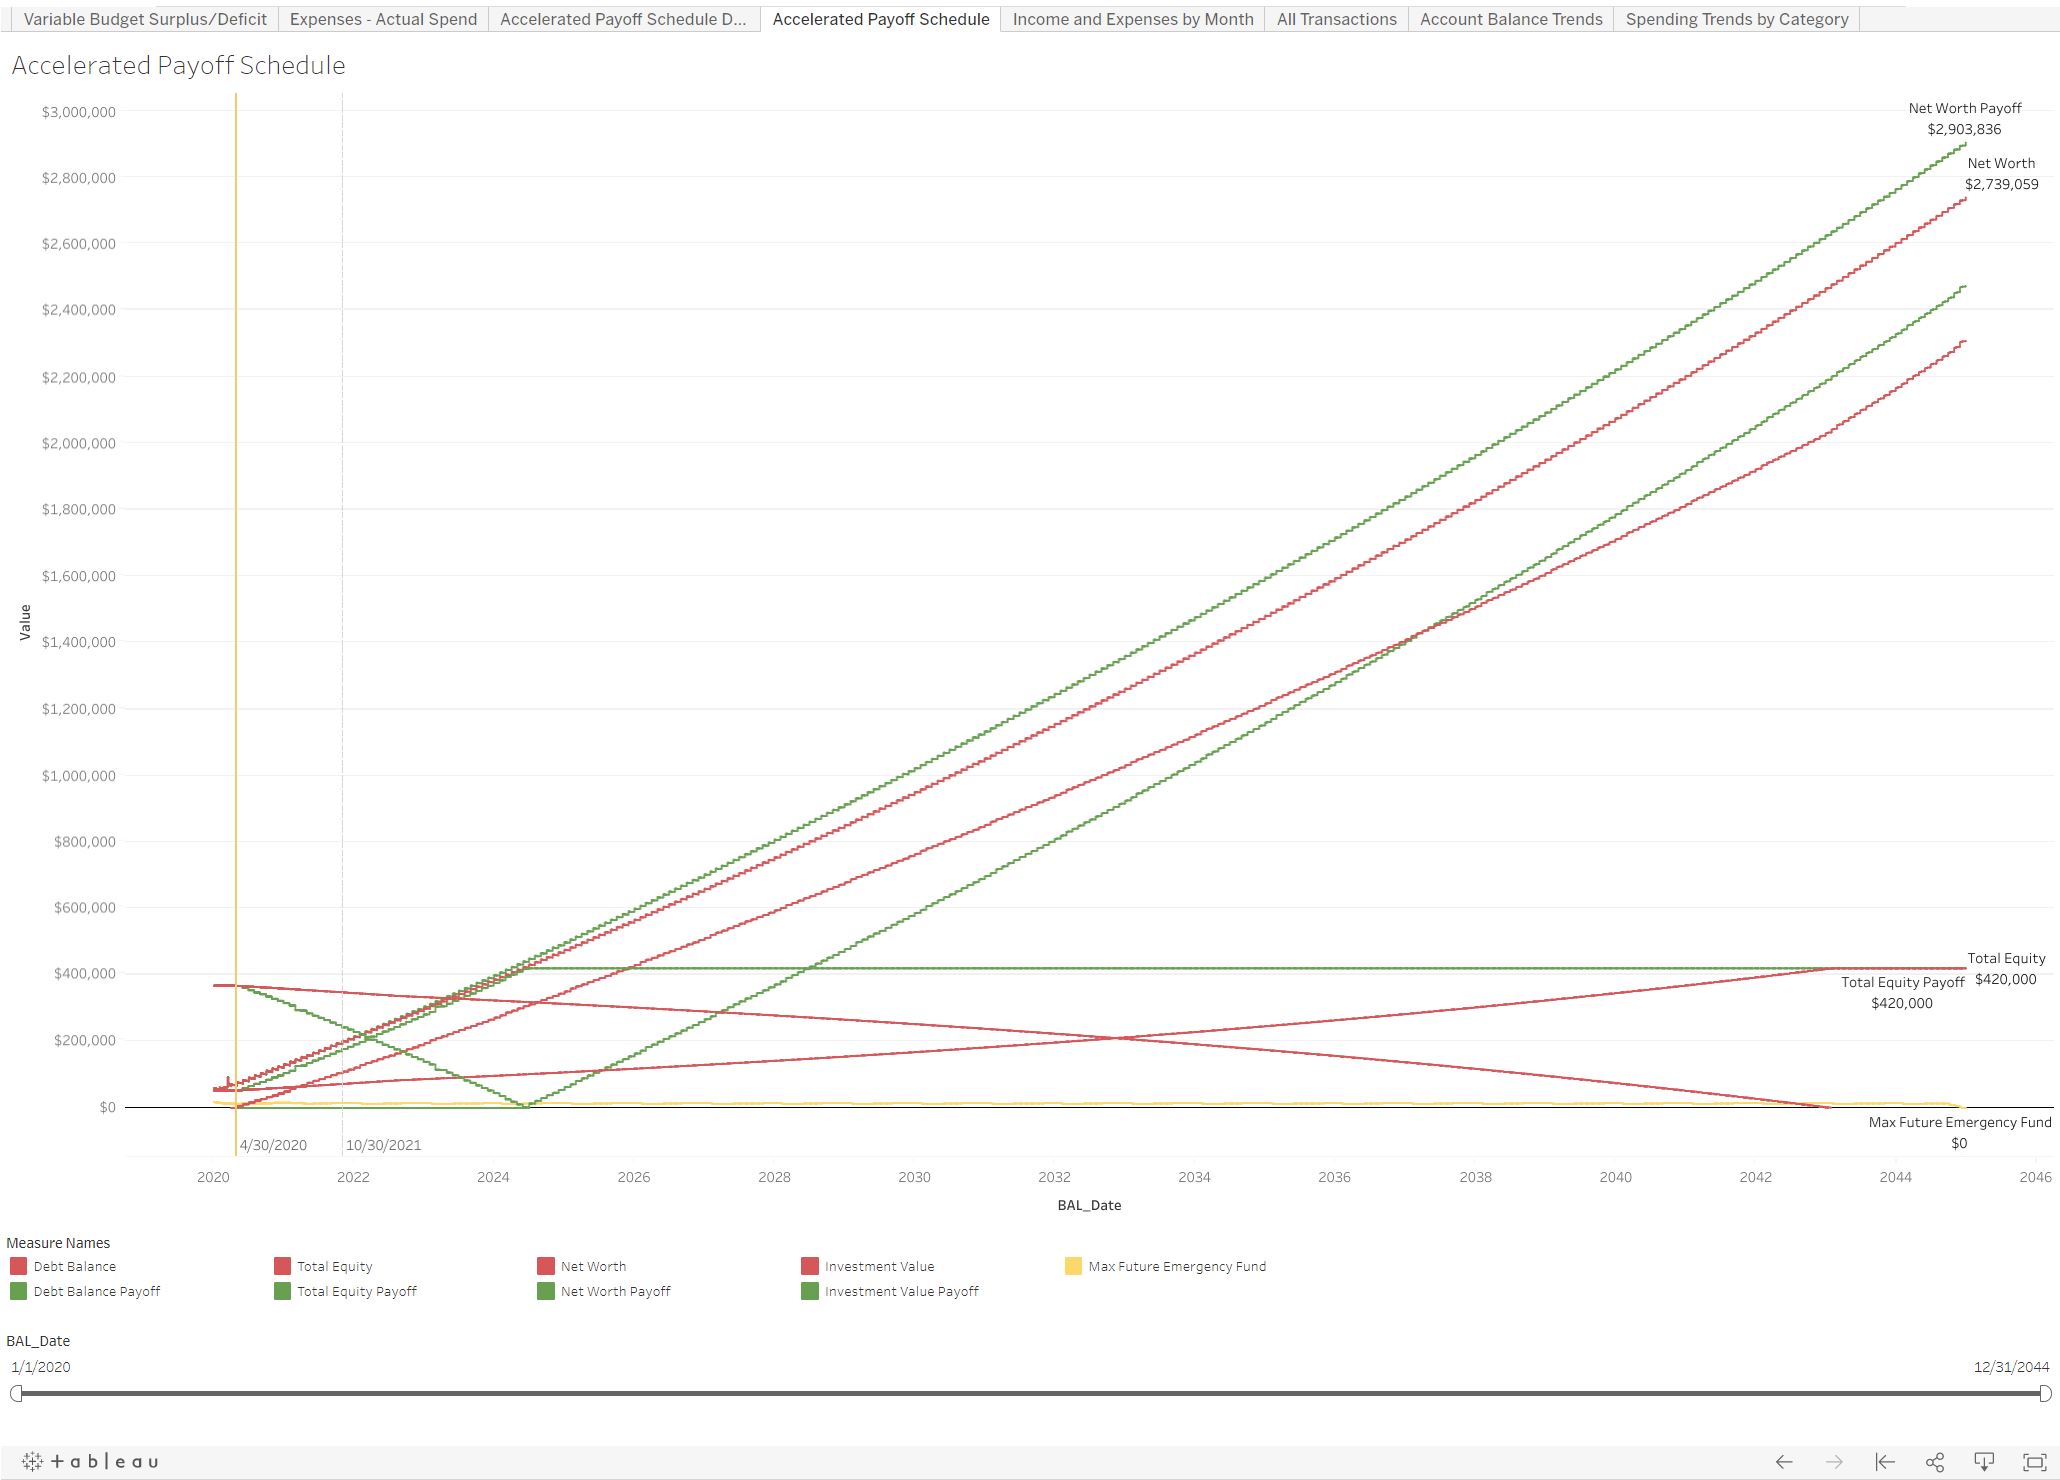 Variable Budget Surplus/Deficit
Expenses - Actual Spend
Accelerated Payoff Schedule D...
Accelerated Payoff Schedule
Income and Expenses by Month
All Transactions
Account Balance Trends
Spending Trends by Category
Accelerated Payoff Schedule
Value
$3,000,000
$2,800,000
$2,600,000
$2,400,000
$2,200,000
$2,000,000
$1,800,000
$1,600,000
$1,400,000
$1,200,000
$1,000,000
$800,000
$600,000
$400,000
$200,000
$0
Net Worth Payoff
$2,903,836
Net Worth
$2,739,059
Total Equity
$420,000
Total Equity Payoff
$420,000
Max Future Emergency Fund
$0
4/30/2020
10/30/2021
2020
2022
2024
2026
2028
2030
2032
2034
2036
2038
2040
2042
2044
2046
BAL_Date
Measure Names
Debt Balance
Total Equity
Net Worth
Investment Value
Max Future Emergency Fund
Debt Balance Payoff
Total Equity Payoff
Net Worth Payoff
Investment Value Payoff
BAL_Date
1/1/2020
12/31/2044
+ a b l e a u